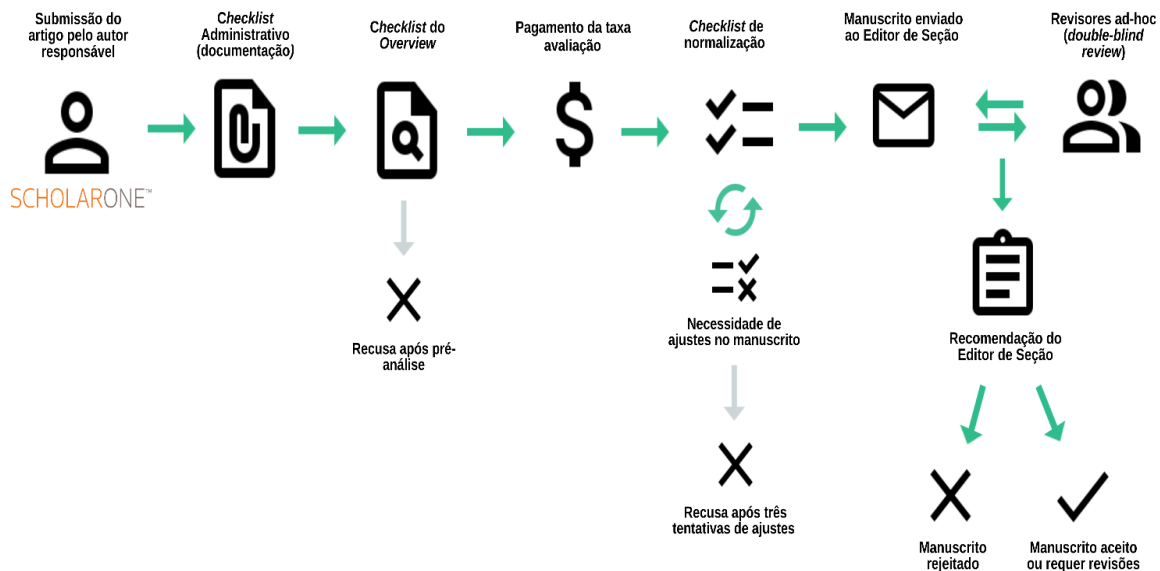 Submissão do
artigo pelo autor
responsável
SCHOLARONE™
Checklist
Administrativo
(documentação)
Checklist do
Overview
Recusa após pré-
análise
Pagamento da taxa
avaliação
Checklist de
normalização
Necessidade de
ajustes no manuscrito
Recusa após três
tentativas de ajustes
Manuscrito enviado
ao Editor de Seção
Revisores ad-hoc
(double-blind
review)
Recomendação do
Editor de Seção
Manuscrito
rejeitado
Manuscrito aceito
ou requer revisões